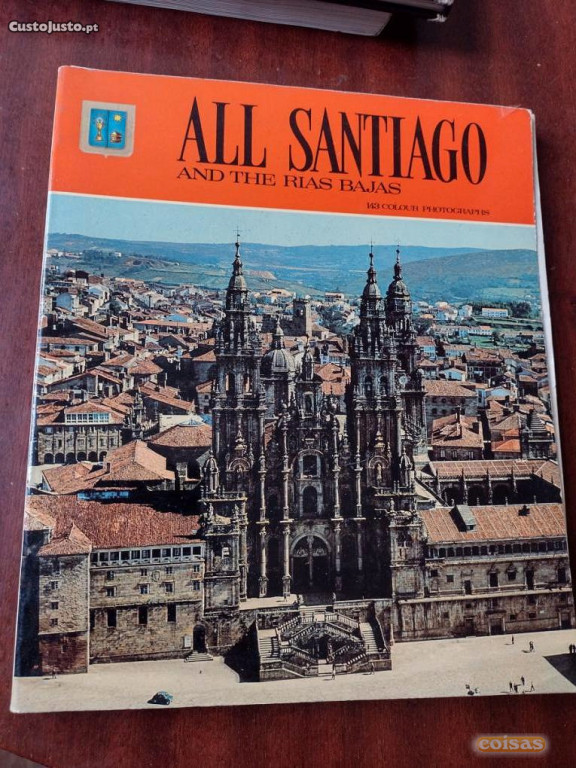 CustoJusto.pt
ALL SANTIAGO
AND THE RIAS BAJAS
143 COLOUR PHOTOGRAPHS
coisas